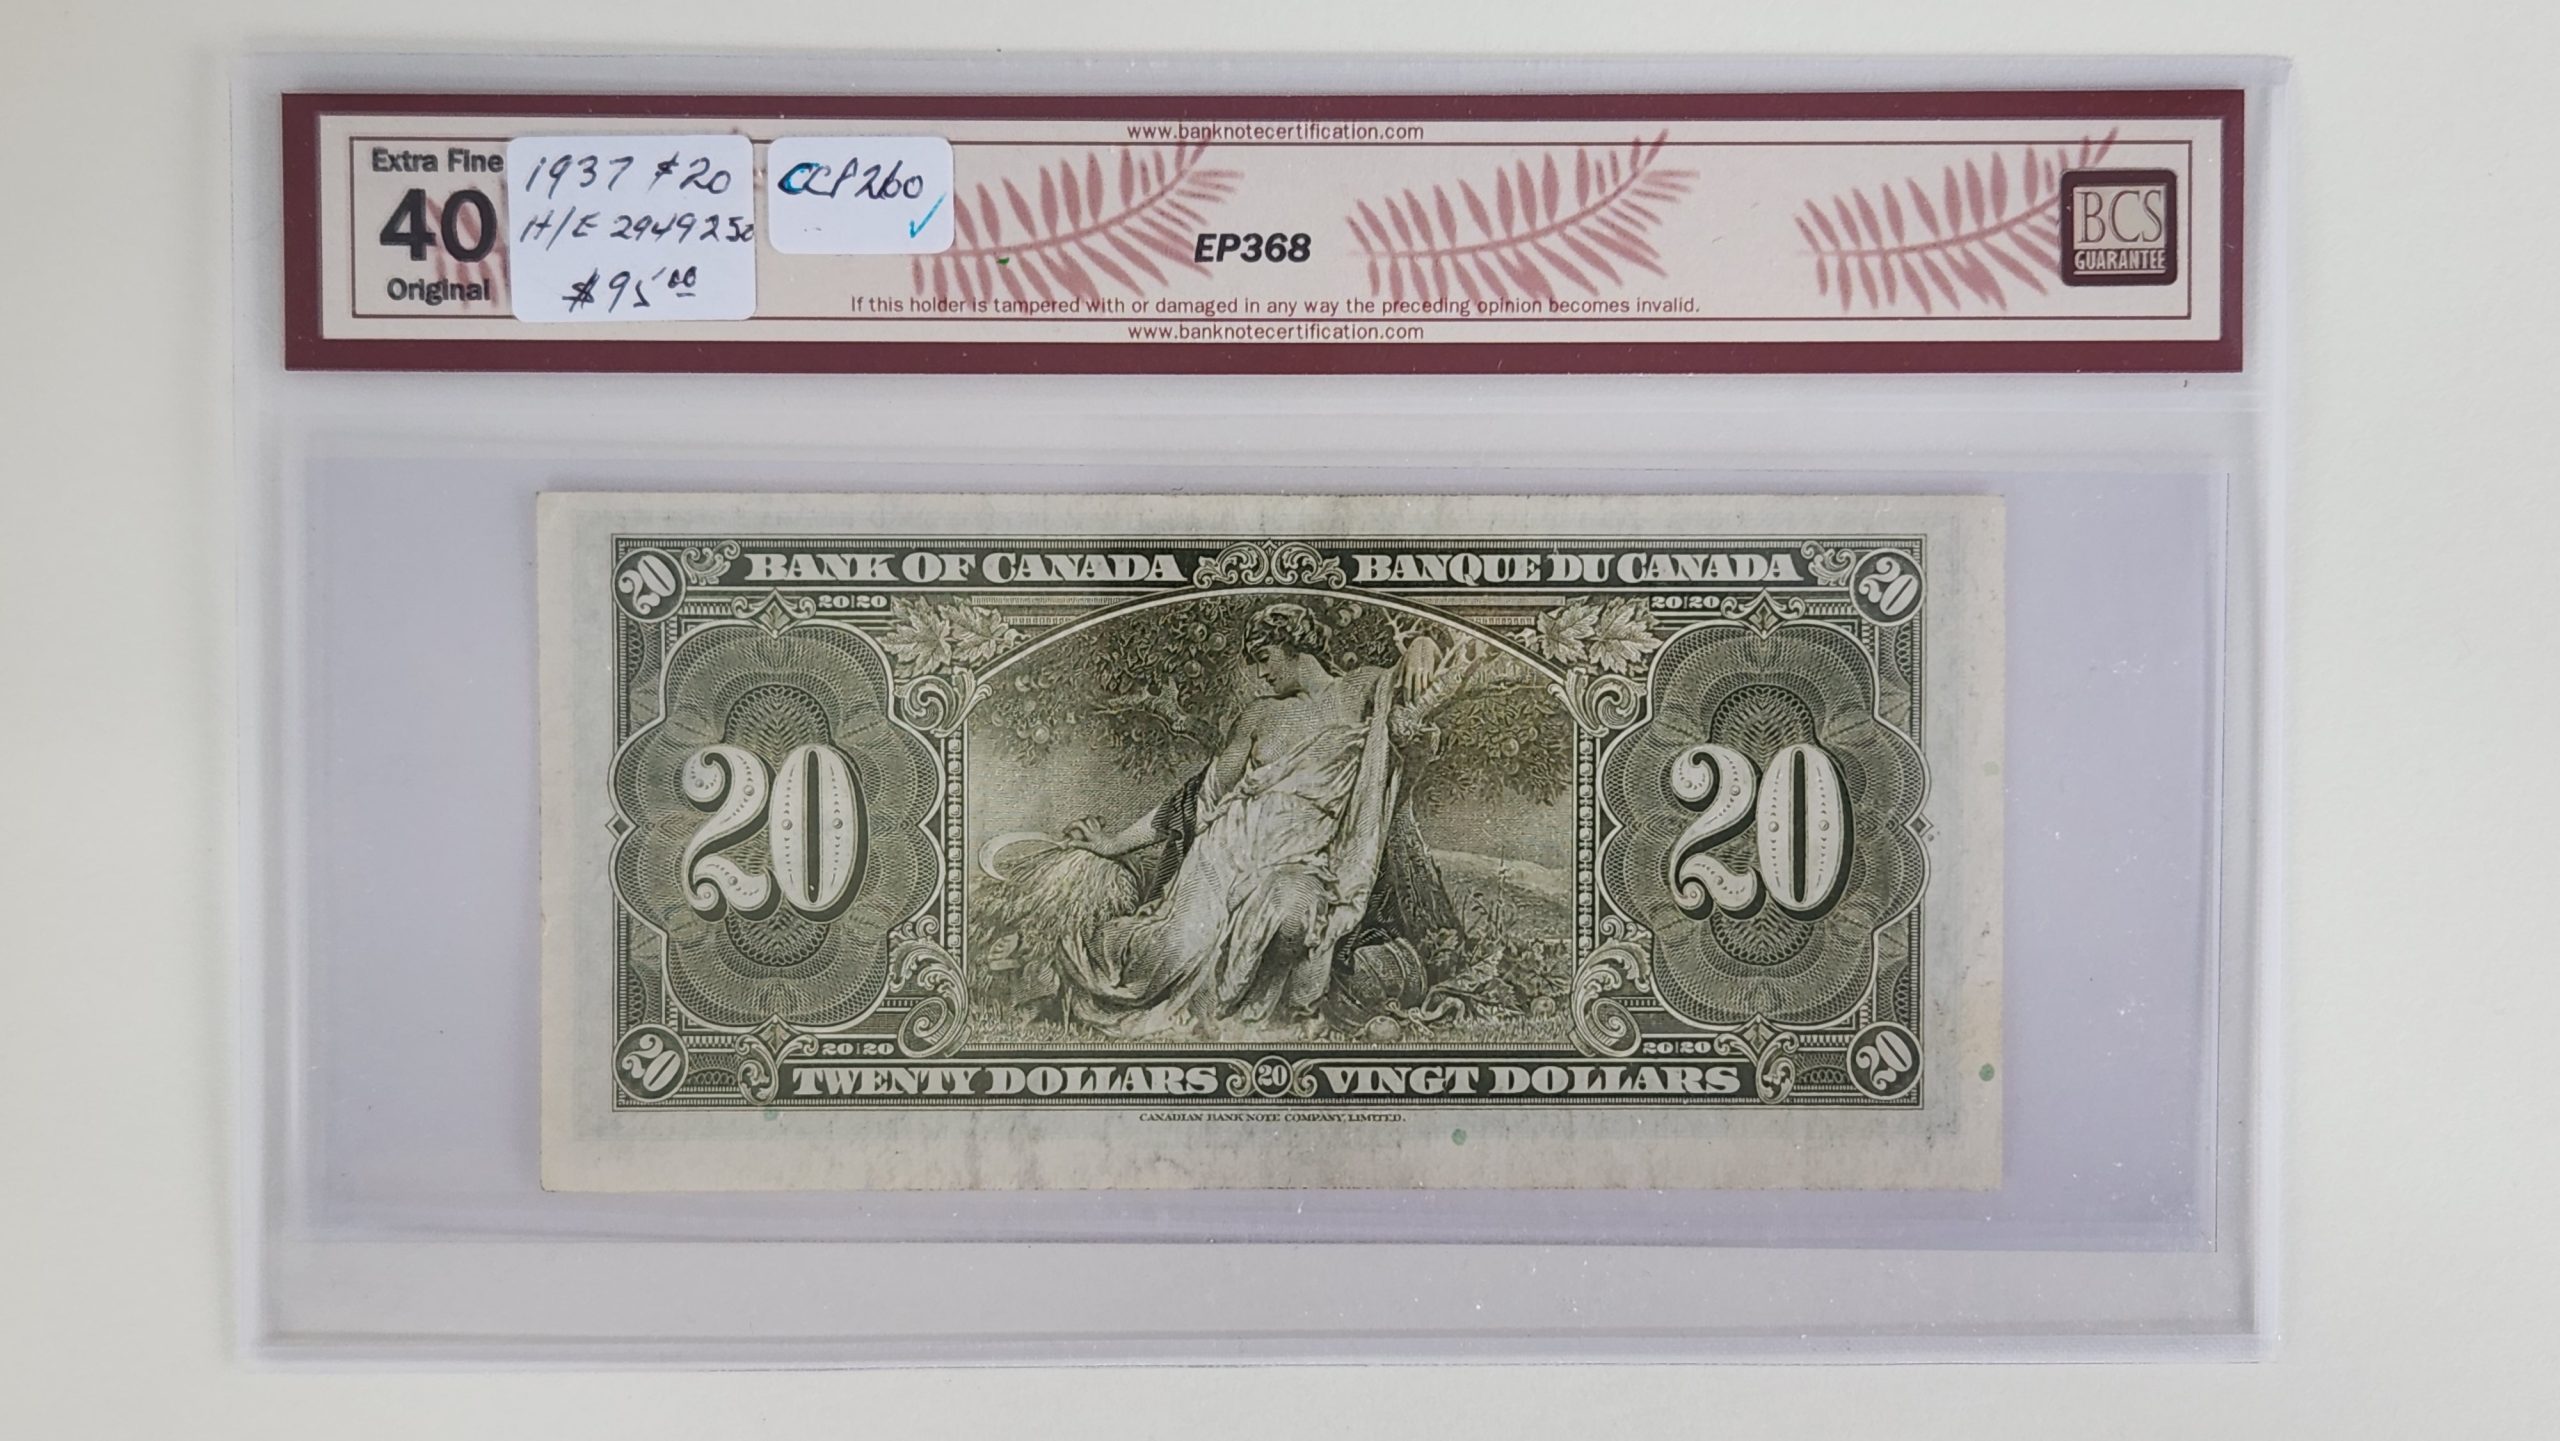 www.banknotecertification.com
Extra Fine
40
Original
1937 $20
H/E 2949250
$95.00
CCP260
EP368
BCS
GUARANTEE
If this holder is tampered with or damaged in any way the preceding opinion becomes invalid.
www.banknotecertification.com
20 BANK OF CANADA BANQUE DU CANADA 20
20|20 20|20
20 20
20|20 20|20
20 TWENTY DOLLARS 20 VINGT DOLLARS 20
CANADIAN BANK NOTE COMPANY, LIMITED.